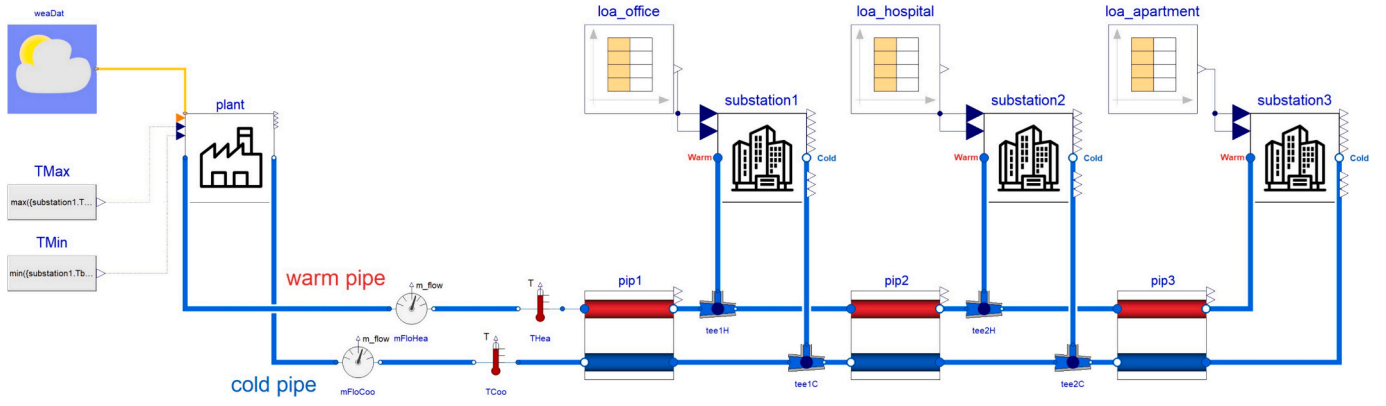 weaDat
loa_office
loa_hospital
loa_apartment
plant
substation1
substation2
substation3
Warm
Cold
Warm
Cold
Warm
Cold
TMax
max({substation1.T...
TMin
min({substation1.Tb...
warm pipe
m_flow
T
pip1
pip2
pip3
mFloHea
THea
tee1H
tee2H
m_flow
T
cold pipe
mFloCoo
TCoo
tee1C
tee2C